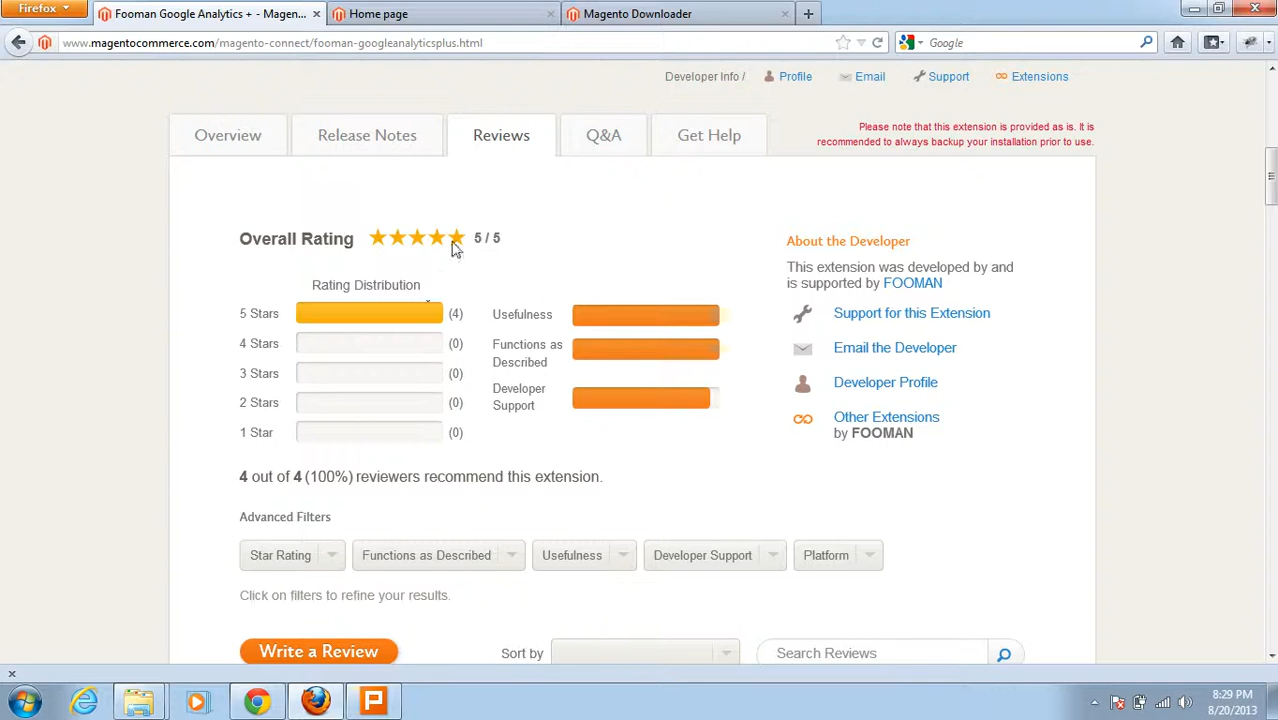 Firefox
Fooman Google Analytics + - Magen...
Home page
Magento Downloader
www.magentocommerce.com/magento-connect/fooman-googleanalyticsplus.html
Google
Developer Info /
Profile
Email
Support
Extensions
Overview
Release Notes
Reviews
Q&A
Get Help
Please note that this extension is provided as is. It is
recommended to always backup your installation prior to use.
Overall Rating
5 / 5
Rating Distribution
5 Stars
(4)
4 Stars
(0)
3 Stars
(0)
2 Stars
(0)
1 Star
(0)
Usefulness
Functions as
Described
Developer
Support
About the Developer
This extension was developed by and
is supported by FOOMAN
Support for this Extension
Email the Developer
Developer Profile
Other Extensions
by FOOMAN
4 out of 4 (100%) reviewers recommend this extension.
Advanced Filters
Star Rating
Functions as Described
Usefulness
Developer Support
Platform
Click on filters to refine your results.
Write a Review
Sort by
Search Reviews
8:29 PM
8/20/2013